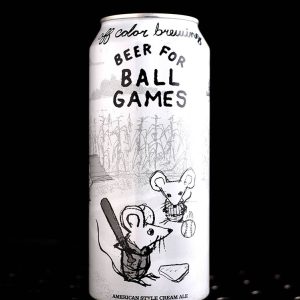 off color brewing
BEER FOR
BALL
GAMES
AMERICAN STYLE CREAM ALE